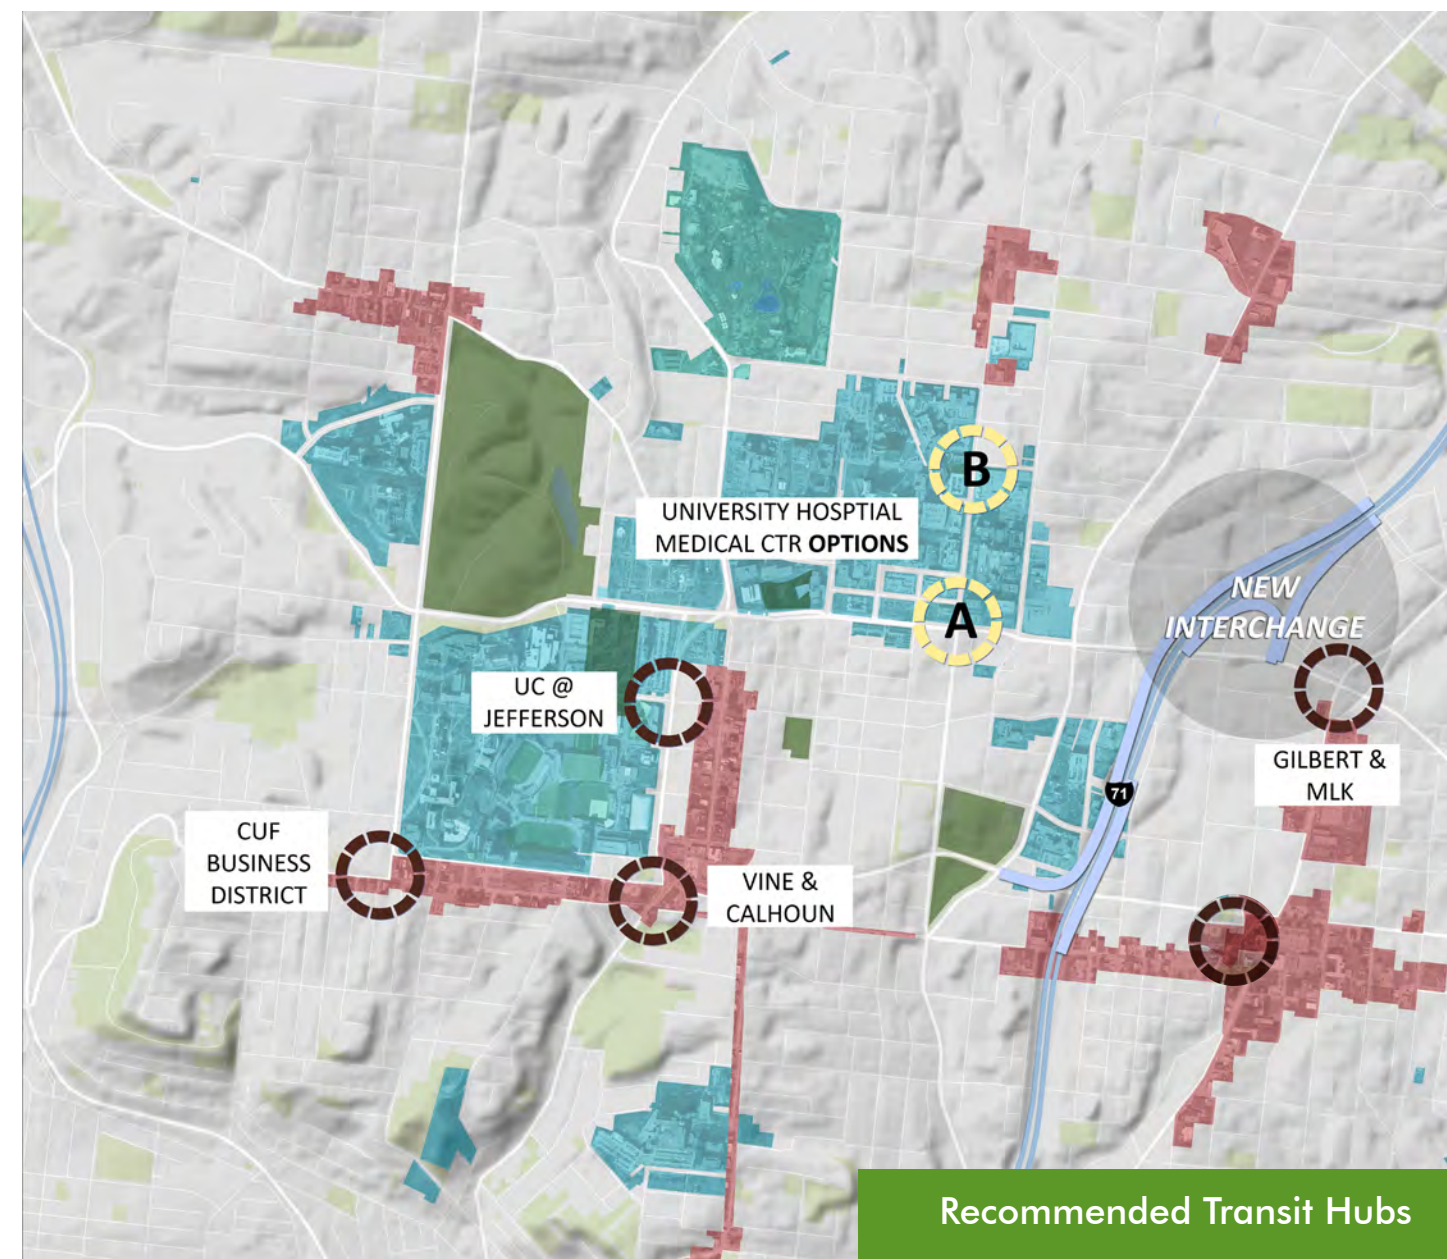 B
UNIVERSITY HOSPTIAL
MEDICAL CTR OPTIONS
A
NEW
INTERCHANGE
UC @
JEFFERSON
GILBERT &
MLK
71
CUF
BUSINESS
DISTRICT
VINE &
CALHOUN
Recommended Transit Hubs